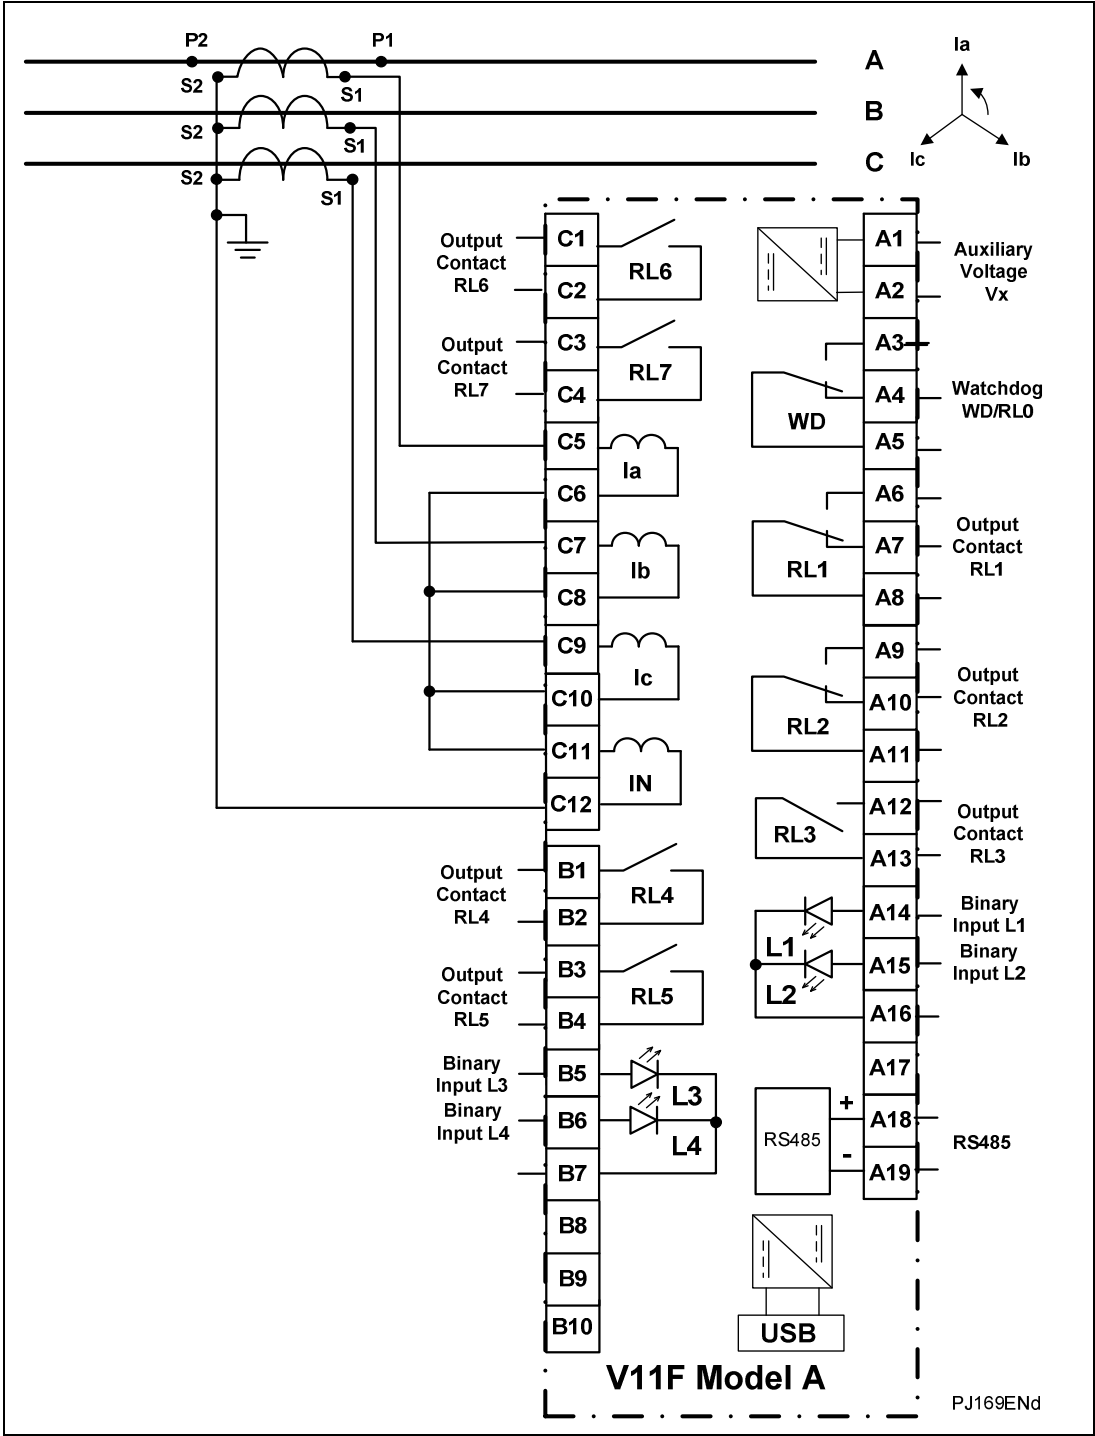 P2
P1
S2
S1
A
Ia
S2
S1
B
S2
S1
C
Ic
Ib
Output
Contact
RL6
C1
C2
RL6
Output
Contact
RL7
C3
C4
RL7
C5
Ia
C6
C7
Ib
C8
C9
Ic
C10
C11
IN
C12
Output
Contact
RL4
B1
B2
RL4
Output
Contact
RL5
B3
B4
RL5
Binary
Input L3
B5
L3
Binary
Input L4
B6
L4
B7
B8
B9
B10
A1
A2
Auxiliary
Voltage
Vx
A3
A4
A5
WD
Watchdog
WD/RL0
A6
A7
A8
RL1
Output
Contact
RL1
A9
A10
A11
RL2
Output
Contact
RL2
A12
A13
RL3
Output
Contact
RL3
L1
A14
Binary
Input L1
L2
A15
Binary
Input L2
A16
A17
RS485
+
A18
-
A19
RS485
USB
V11F Model A
PJ169ENd